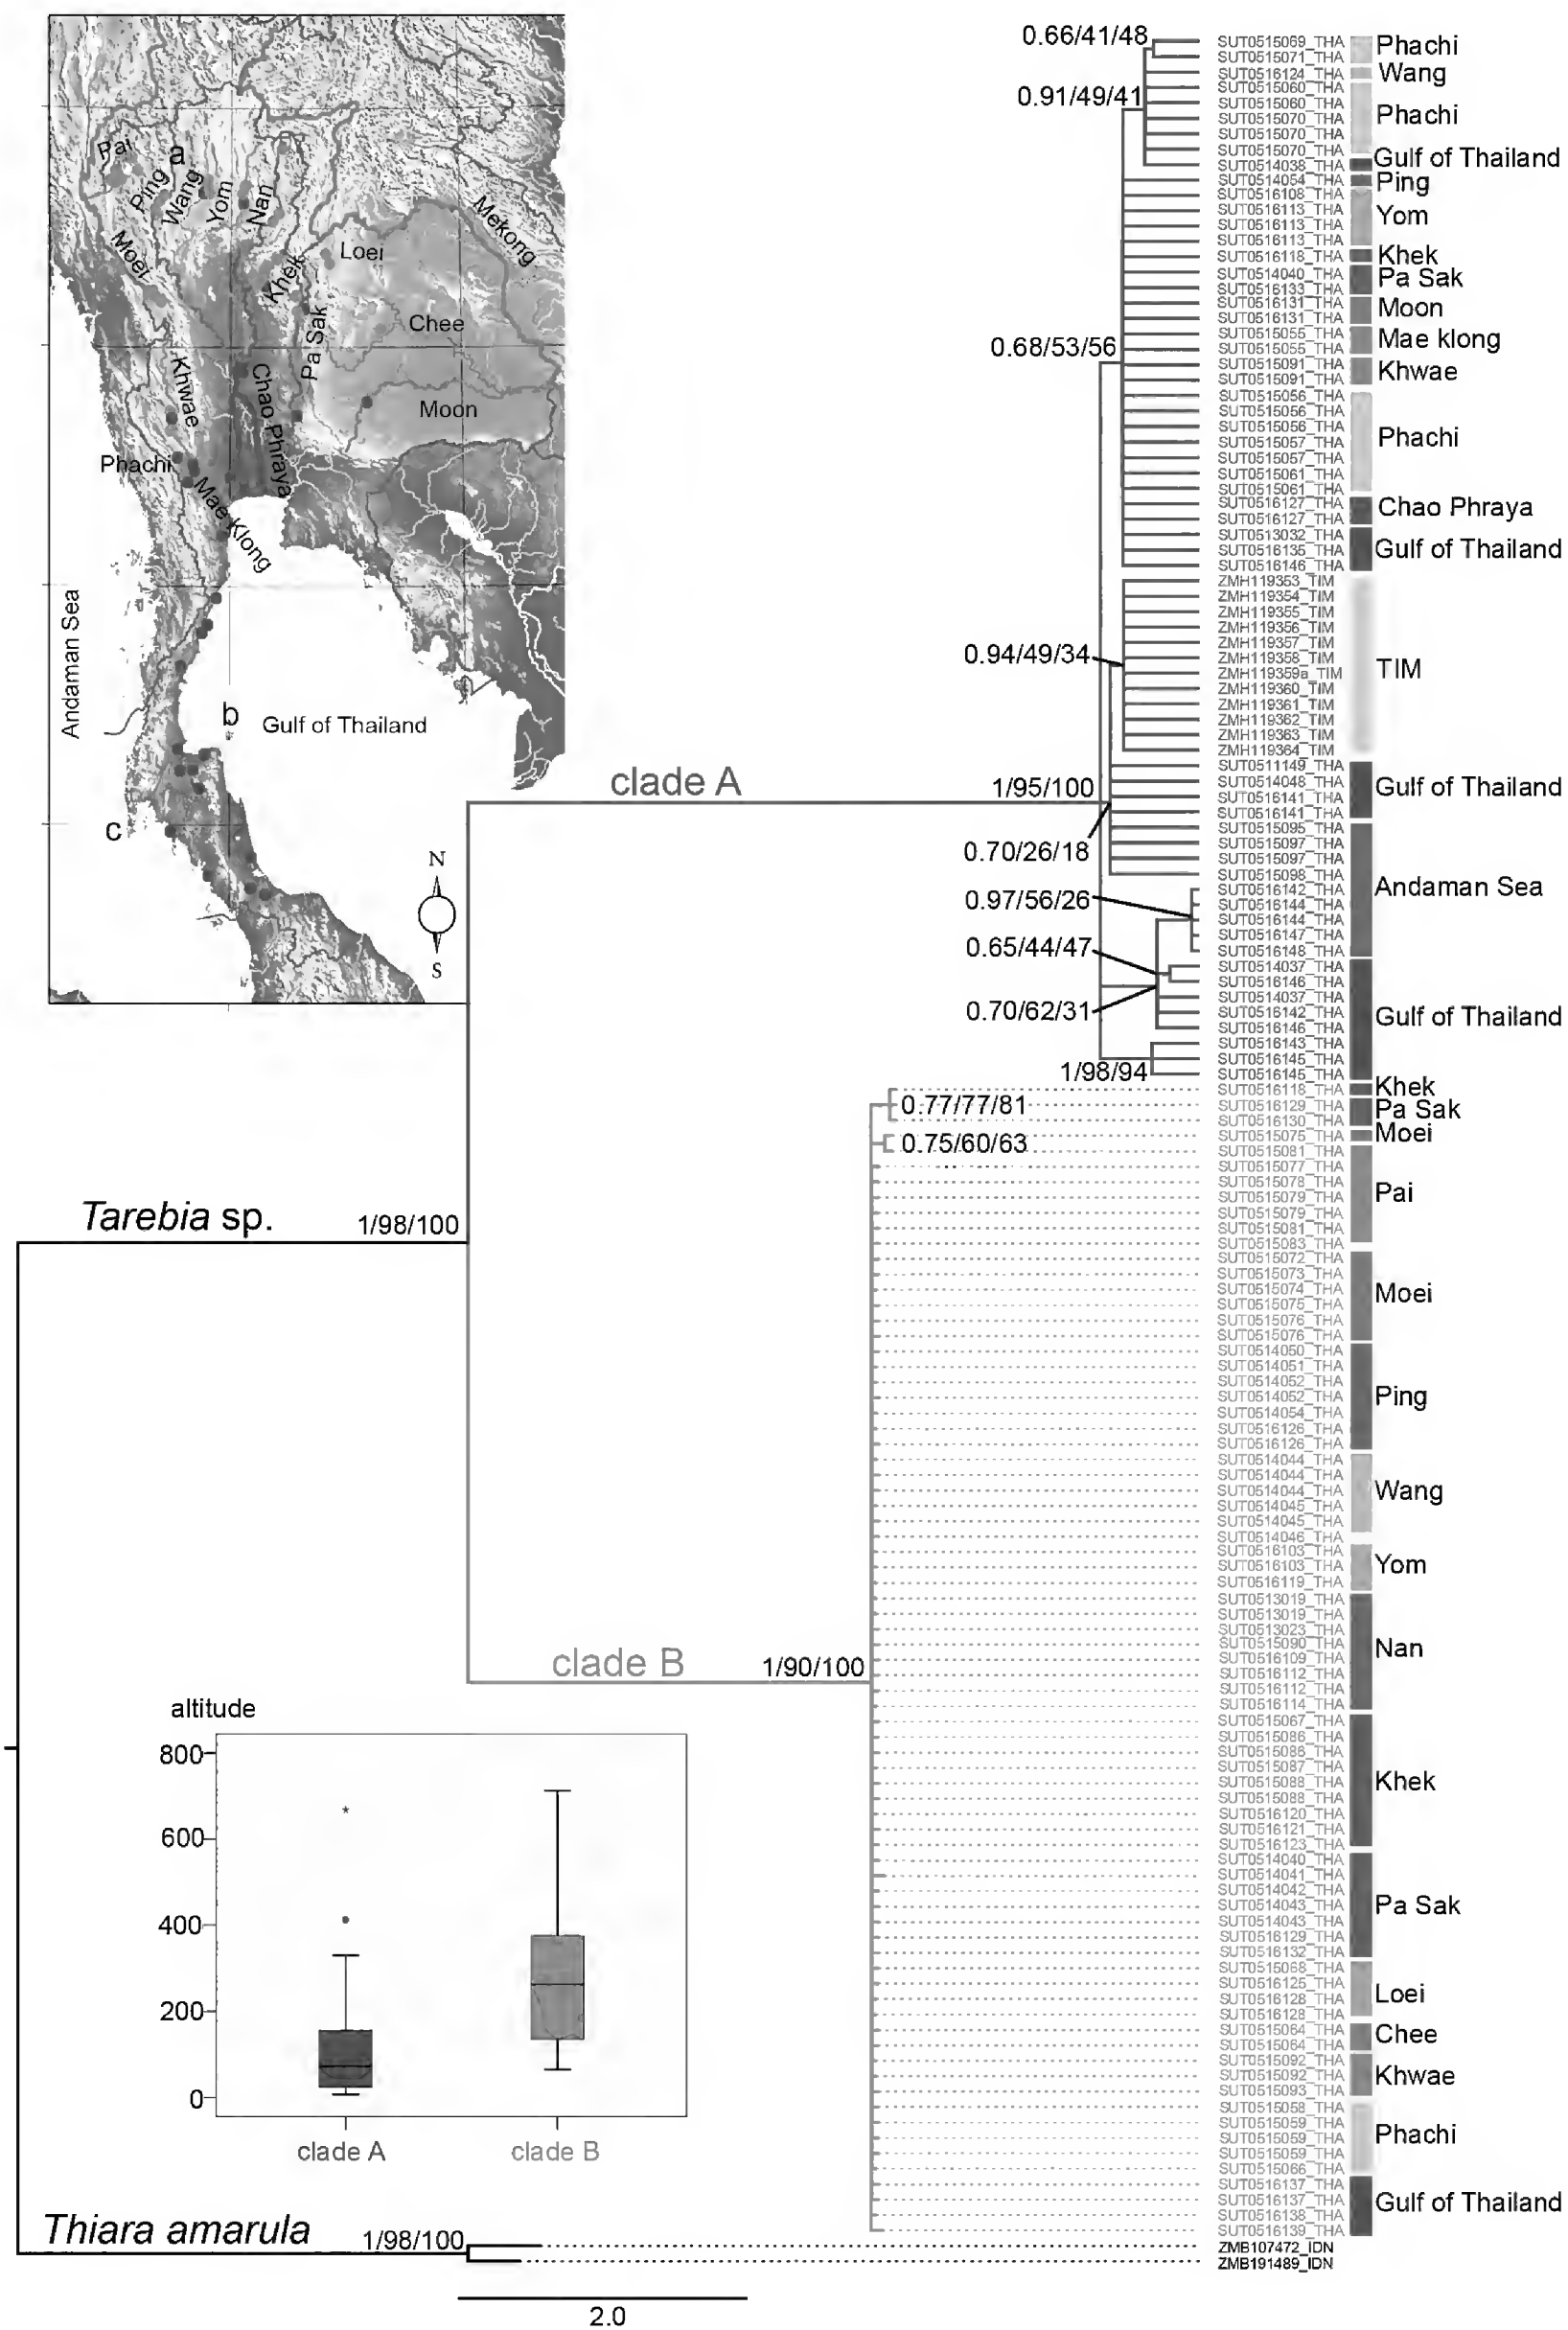 Pai
a
Ping
Wang
Yom
Nan
Moei
Khek
Loei
Mekong
Pa Sak
Chee
Khwae
Chao Phraya
Moon
Phachi
Mae Klong
Andaman Sea
b
Gulf of Thailand
c
N
S
0.66/41/48
0.91/49/41
0.68/53/56
0.94/49/34
clade A
1/95/100
0.70/26/18
0.97/56/26
0.65/44/47
0.70/62/31
1/98/94
0.77/77/81
0.75/60/63
Tarebia sp.
1/98/100
clade B
1/90/100
Thiara amarula
1/98/100
2.0
altitude
800
600
400
200
0
clade A
clade B
SUT0515069_THA
SUT0515071_THA
Phachi
SUT0516124_THA
Wang
SUT0515060_THA
SUT0515060_THA
SUT0515070_THA
SUT0515070_THA
SUT0515070_THA
Phachi
SUT0514038_THA
Gulf of Thailand
SUT0514054_THA
Ping
SUT0516108_THA
SUT0516113_THA
SUT0516113_THA
SUT0516113_THA
Yom
SUT0516118_THA
Khek
SUT0514040_THA
SUT0516133_THA
Pa Sak
SUT0516131_THA
SUT0516131_THA
Moon
SUT0515055_THA
SUT0515055_THA
Mae klong
SUT0515091_THA
SUT0515091_THA
Khwae
SUT0515056_THA
SUT0515056_THA
SUT0515056_THA
SUT0515057_THA
SUT0515057_THA
SUT0515061_THA
SUT0515061_THA
Phachi
SUT0516127_THA
SUT0516127_THA
Chao Phraya
SUT0513032_THA
SUT0516135_THA
SUT0516146_THA
Gulf of Thailand
ZMH119353_TIM
ZMH119354_TIM
ZMH119355_TIM
ZMH119356_TIM
ZMH119357_TIM
ZMH119358_TIM
ZMH119359a_TIM
ZMH119360_TIM
ZMH119361_TIM
ZMH119362_TIM
ZMH119363_TIM
ZMH119364_TIM
TIM
SUT0511149_THA
SUT0514048_THA
SUT0516141_THA
SUT0516141_THA
Gulf of Thailand
SUT0515095_THA
SUT0515097_THA
SUT0515097_THA
SUT0515098_THA
SUT0516142_THA
SUT0516144_THA
SUT0516144_THA
SUT0516147_THA
SUT0516148_THA
Andaman Sea
SUT0514037_THA
SUT0516146_THA
SUT0514037_THA
SUT0516142_THA
SUT0516146_THA
SUT0516143_THA
SUT0516145_THA
SUT0516145_THA
Gulf of Thailand
SUT0516118_THA
Khek
SUT0516129_THA
SUT0516130_THA
Pa Sak
SUT0515075_THA
Moei
SUT0515081_THA
SUT0515077_THA
SUT0515078_THA
SUT0515079_THA
SUT0515079_THA
SUT0515081_THA
SUT0515083_THA
Pai
SUT0515072_THA
SUT0515073_THA
SUT0515074_THA
SUT0515075_THA
SUT0515076_THA
SUT0515076_THA
Moei
SUT0514050_THA
SUT0514051_THA
SUT0514052_THA
SUT0514052_THA
SUT0514054_THA
SUT0516126_THA
SUT0516126_THA
Ping
SUT0514044_THA
SUT0514044_THA
SUT0514044_THA
SUT0514045_THA
SUT0514045_THA
SUT0514046_THA
Wang
SUT0516103_THA
SUT0516103_THA
SUT0516119_THA
Yom
SUT0513019_THA
SUT0513019_THA
SUT0513023_THA
SUT0515090_THA
SUT0516109_THA
SUT0516112_THA
SUT0516112_THA
SUT0516114_THA
Nan
SUT0515067_THA
SUT0515086_THA
SUT0515086_THA
SUT0515087_THA
SUT0515088_THA
SUT0515088_THA
SUT0516120_THA
SUT0516121_THA
SUT0516123_THA
Khek
SUT0514040_THA
SUT0514041_THA
SUT0514042_THA
SUT0514043_THA
SUT0514043_THA
SUT0516129_THA
SUT0516132_THA
Pa Sak
SUT0515068_THA
SUT0516125_THA
SUT0516128_THA
SUT0516128_THA
Loei
SUT0515064_THA
SUT0515064_THA
Chee
SUT0515092_THA
SUT0515092_THA
SUT0515093_THA
Khwae
SUT0515058_THA
SUT0515059_THA
SUT0515059_THA
SUT0515059_THA
SUT0515066_THA
Phachi
SUT0516137_THA
SUT0516137_THA
SUT0516138_THA
SUT0516139_THA
Gulf of Thailand
ZMB107472_IDN
ZMB191489_IDN